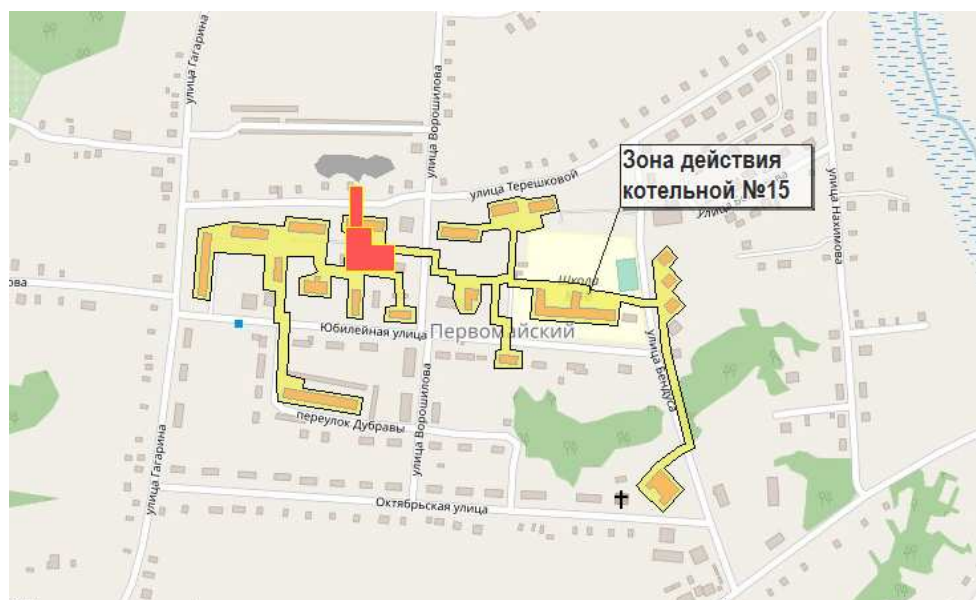 улица Гагарина
улица Ворошилова
Зона действия
котельной №15
улица Терешковой
улица Нахимова
Школа
ова
Юбилейная улица
Первомайский
улица Бендуса
улица Ворошилова
переулок Дубравы
улица Гагарина
Октябрьская улица